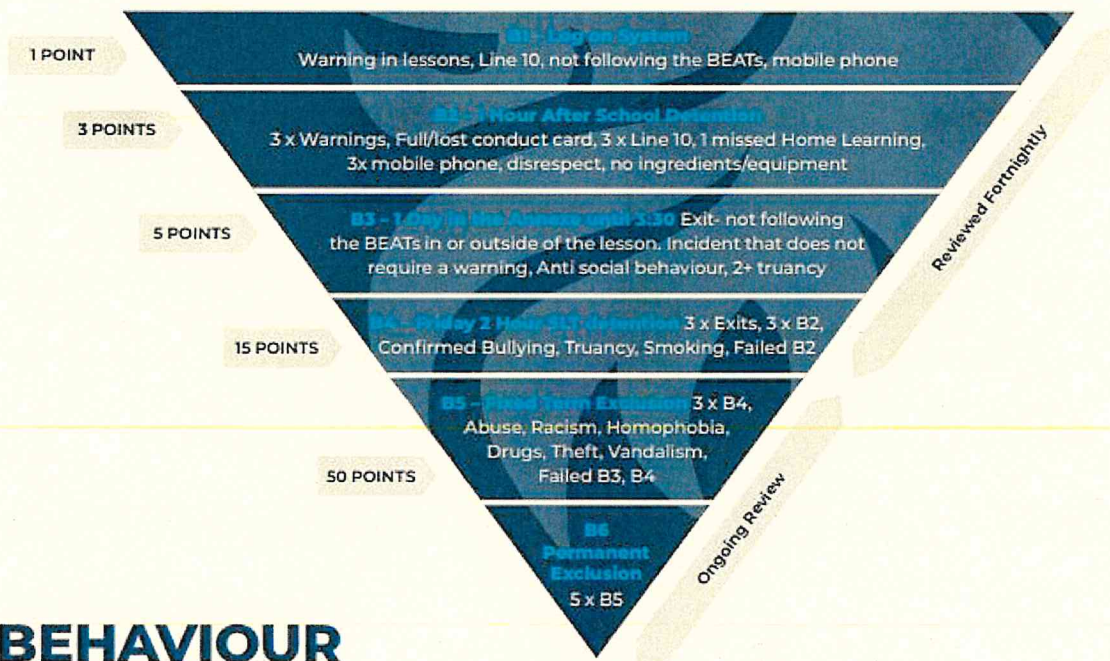 1 POINT
B1 - Log on System
Warning in lessons, Line 10, not following the BEATs, mobile phone
3 POINTS
B2 - 1 Hour After School Detention
3 x Warnings, Full/lost conduct card, 3 x Line 10, 1 missed Home Learning,
3x mobile phone, disrespect, no ingredients/equipment
5 POINTS
B3 - 1 Day in the Annexe until 3:30 Exit- not following
the BEATs in or outside of the lesson. Incident that does not
require a warning, Anti social behaviour, 2+ truancy
15 POINTS
B4 - Friday 2 Hour SLT Detention 3 x Exits, 3 x B2,
Confirmed Bullying, Truancy, Smoking, Failed B2
50 POINTS
B5 - Fixed Term Exclusion 3 x B4,
Abuse, Racism, Homophobia,
Drugs, Theft, Vandalism,
Failed B3, B4
B6
Permanent
Exclusion
5 x B5
Reviewed Fortnightly
Ongoing Review
BEHAVIOUR